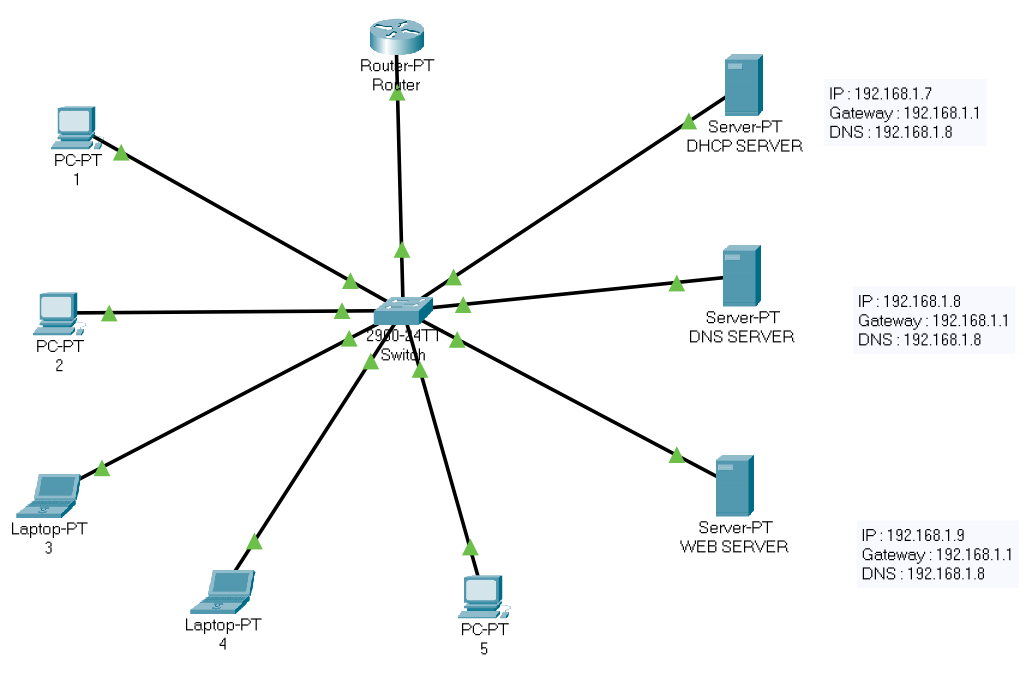 Router-PT
Router
Server-PT
DHCP SERVER
IP : 192.168.1.7
Gateway : 192.168.1.1
DNS : 192.168.1.8
PC-PT
1
Server-PT
DNS SERVER
IP : 192.168.1.8
Gateway : 192.168.1.1
DNS : 192.168.1.8
PC-PT
2
2960-24TT
Switch
Laptop-PT
3
Server-PT
WEB SERVER
IP : 192.168.1.9
Gateway : 192.168.1.1
DNS : 192.168.1.8
Laptop-PT
4
PC-PT
5